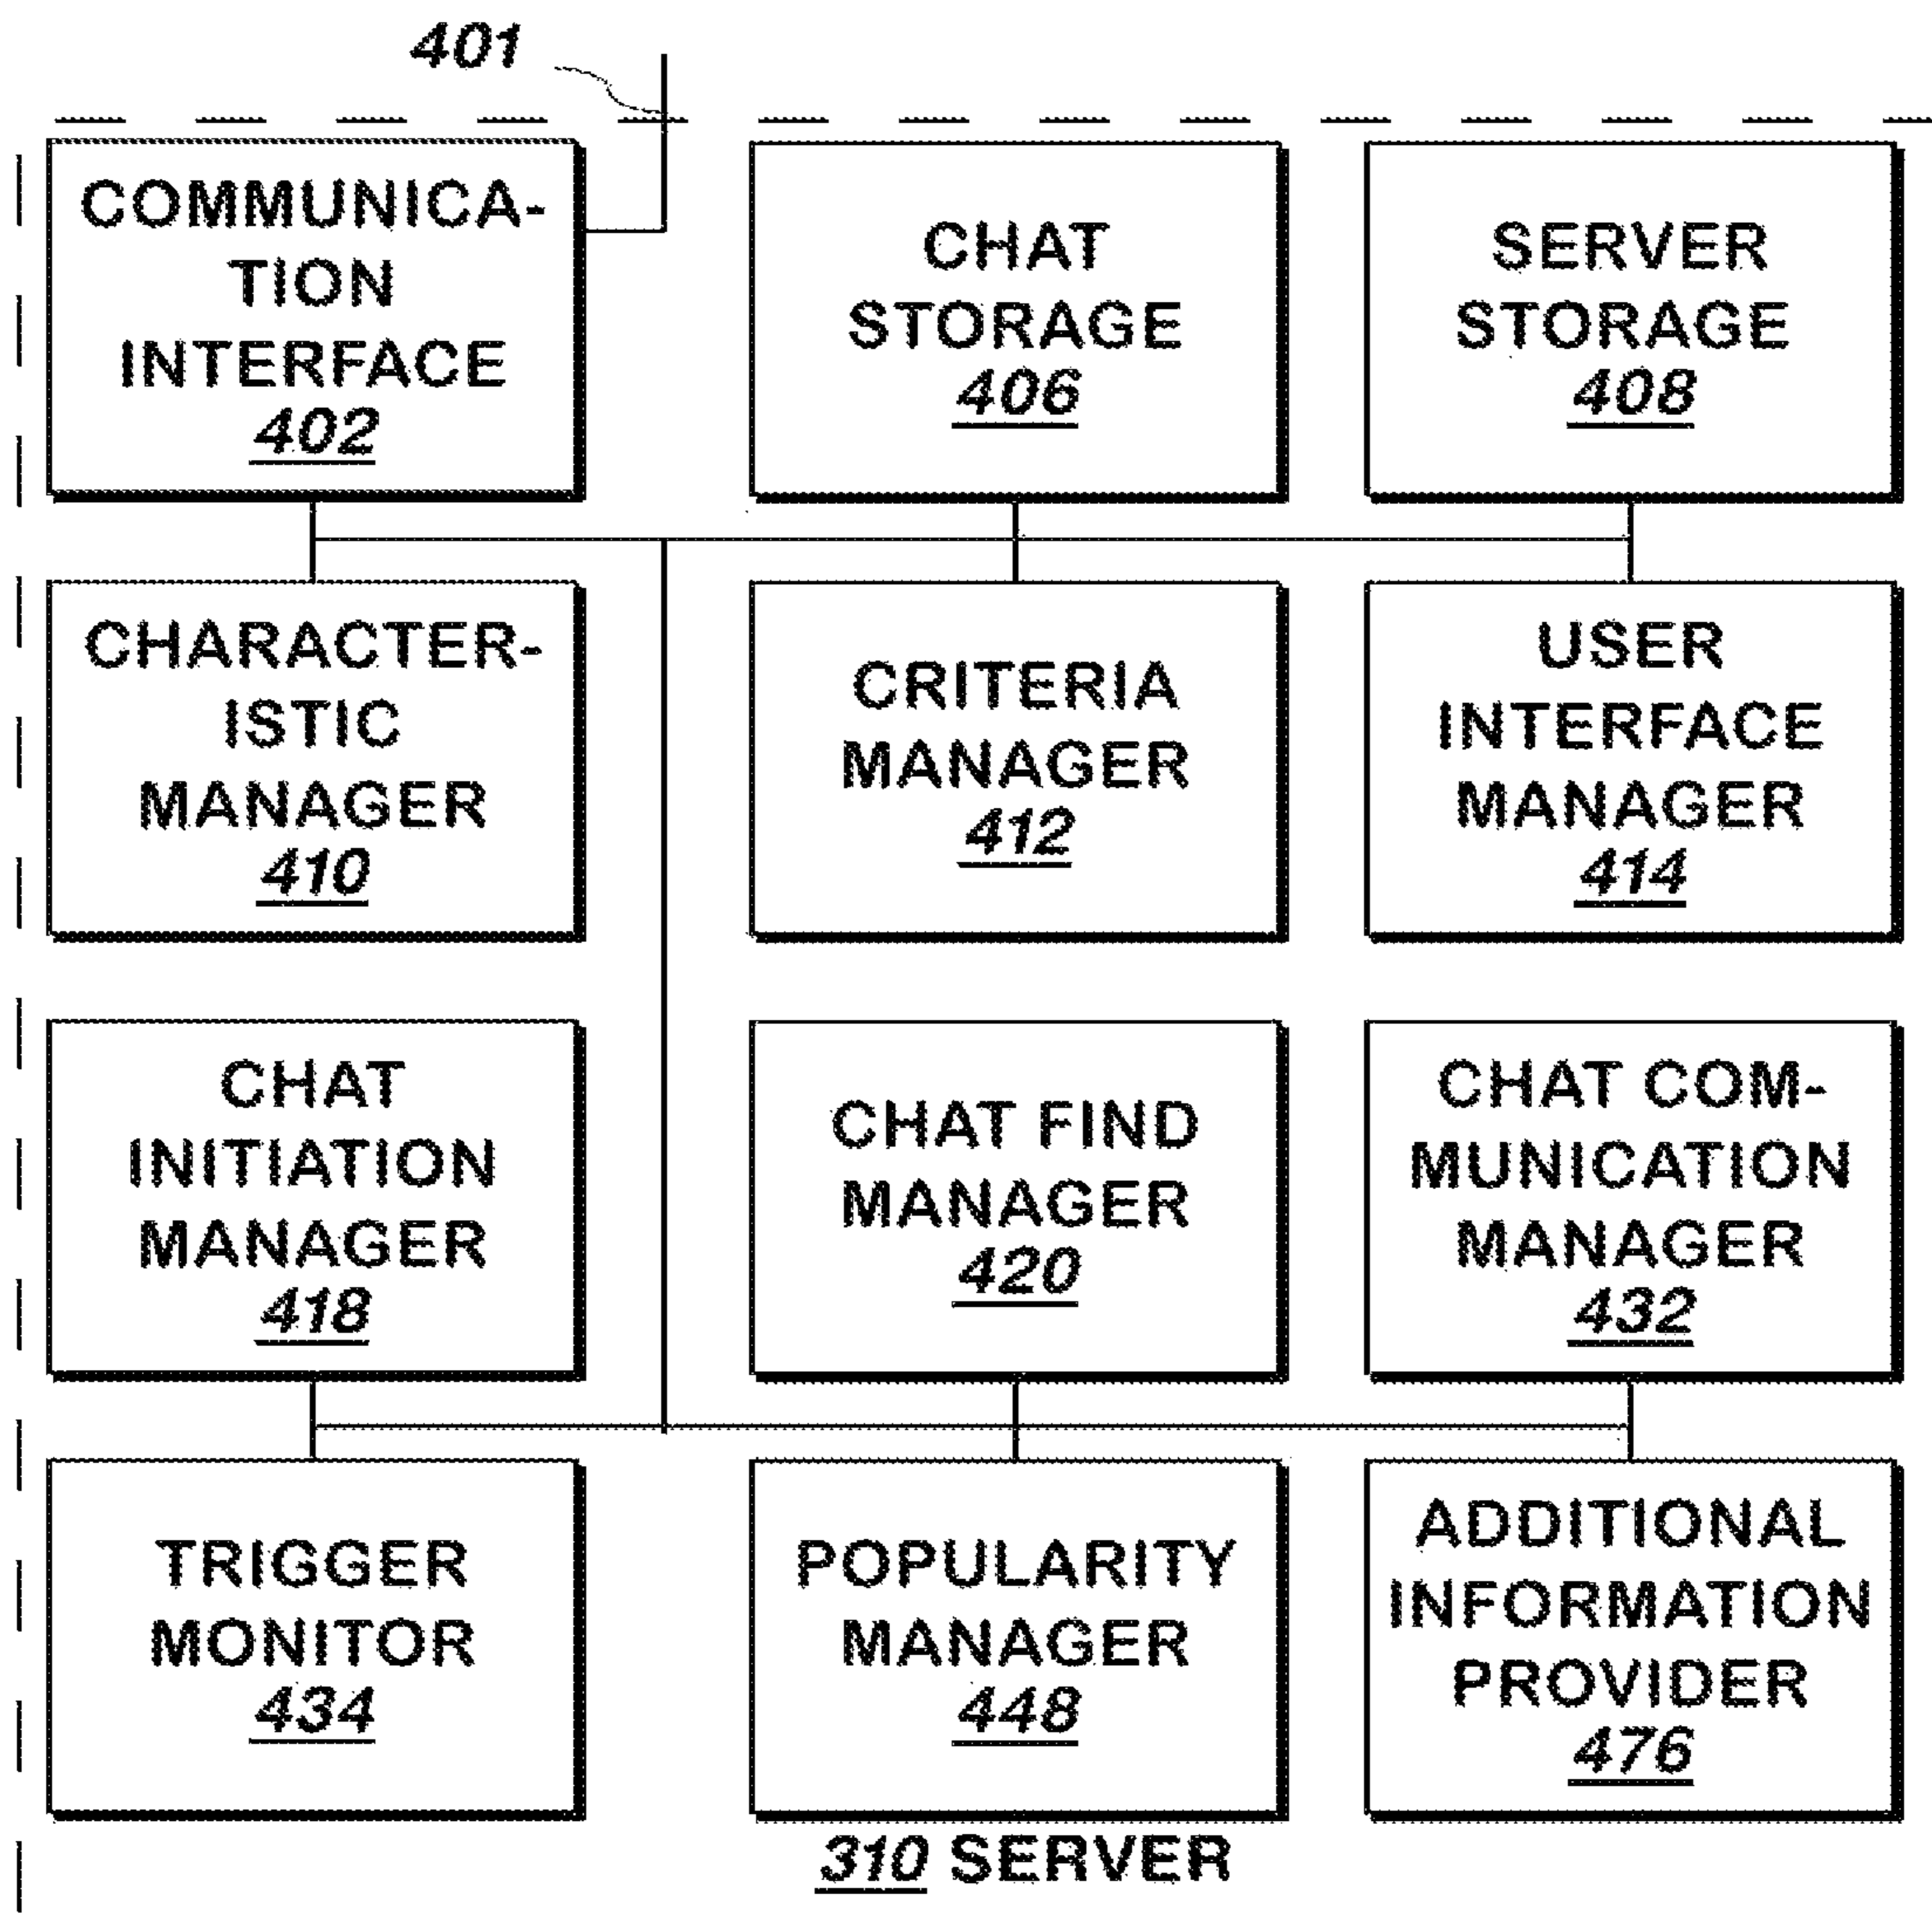 401
COMMUNICA-
TION
INTERFACE
402
CHAT
STORAGE
406
SERVER
STORAGE
408
CHARACTER-
ISTIC
MANAGER
410
CRITERIA
MANAGER
412
USER
INTERFACE
MANAGER
414
CHAT
INITIATION
MANAGER
418
CHAT FIND
MANAGER
420
CHAT COM-
MUNICATION
MANAGER
432
TRIGGER
MONITOR
434
POPULARITY
MANAGER
448
ADDITIONAL
INFORMATION
PROVIDER
476
310 SERVER